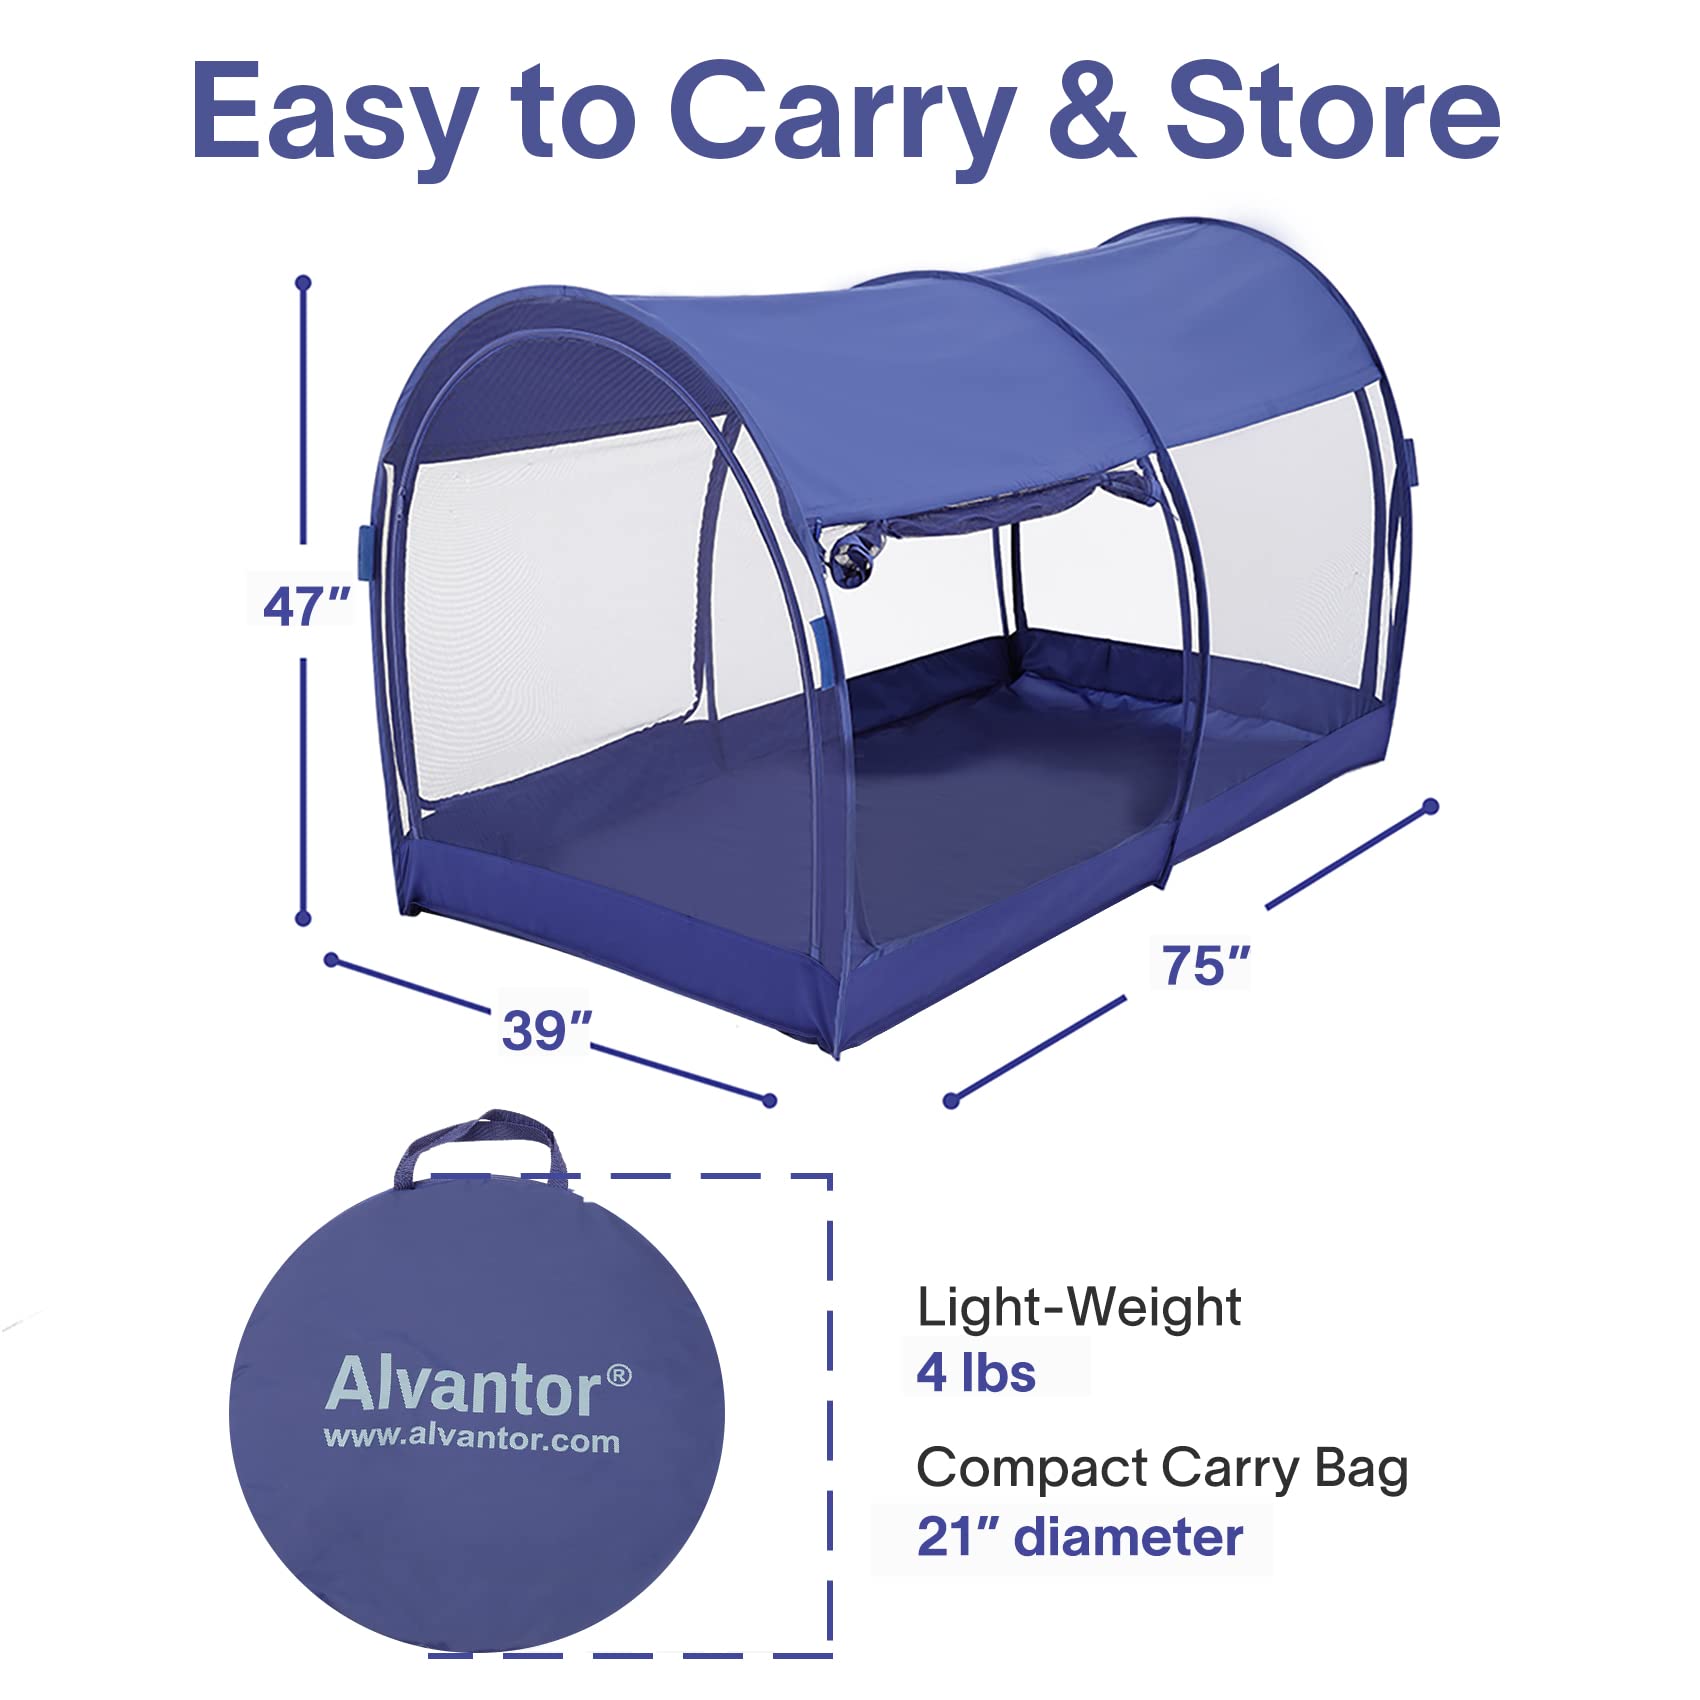 Easy to Carry & Store
47"
39"
75"
Alvantor®
www.alvantor.com
Light-Weight
4 lbs
Compact Carry Bag
21" diameter